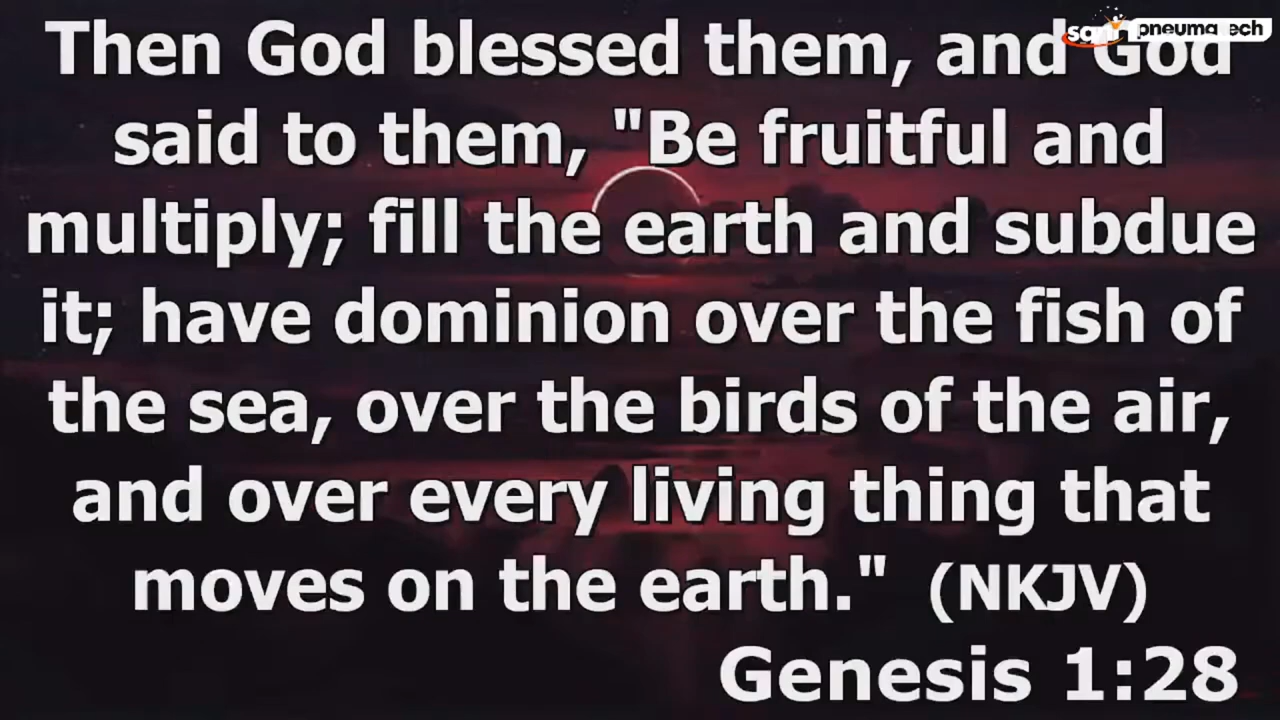 Then God blessed them, and God
said to them,  "Be fruitful and
multiply; fill the earth and subdue
it; have dominion over the fish of
the sea, over the birds of the air,
and over every living thing that
moves on the earth."  (NKJV)
Genesis 1:28